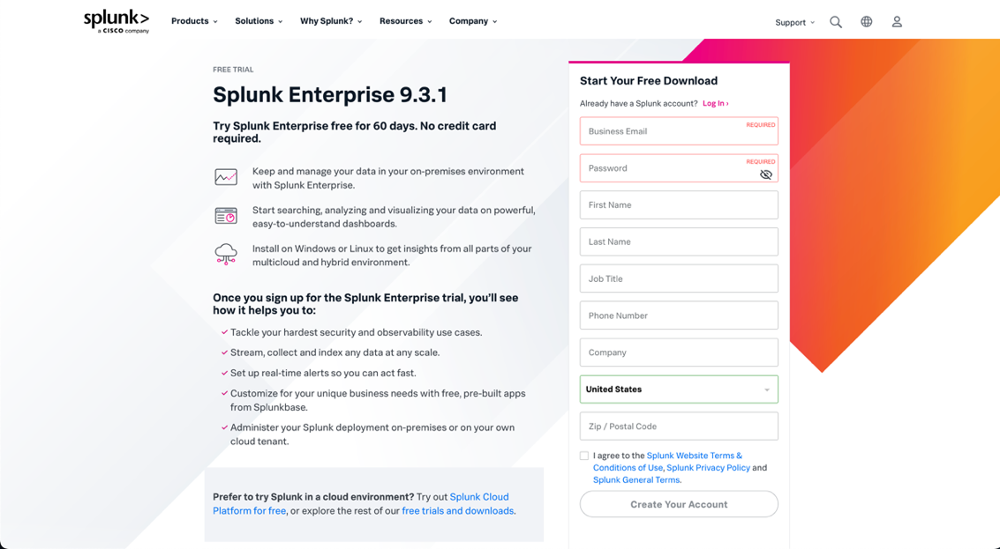 splunk>
a CISCO company
Products
Solutions
Why Splunk?
Resources
Company
Support
FREE TRIAL
Splunk Enterprise 9.3.1
Try Splunk Enterprise free for 60 days. No credit card
required.
Keep and manage your data in your on-premises environment
with Splunk Enterprise.
Start searching, analyzing and visualizing your data on powerful,
easy-to-understand dashboards.
Install on Windows or Linux to get insights from all parts of your
multicloud and hybrid environment.
Once you sign up for the Splunk Enterprise trial, you'll see
how it helps you to:
Tackle your hardest security and observability use cases.
Stream, collect and index any data at any scale.
Set up real-time alerts so you can act fast.
Customize for your unique business needs with free, pre-built apps
from Splunkbase.
Administer your Splunk deployment on-premises or on your own
cloud tenant.
Prefer to try Splunk in a cloud environment? Try out Splunk Cloud
Platform for free, or explore the rest of our free trials and downloads.
Start Your Free Download
Already have a Splunk account? Log In ›
Business Email
REQUIRED
Password
REQUIRED
First Name
Last Name
Job Title
Phone Number
Company
United States
Zip / Postal Code
I agree to the Splunk Website Terms &
Conditions of Use, Splunk Privacy Policy and
Splunk General Terms.
Create Your Account